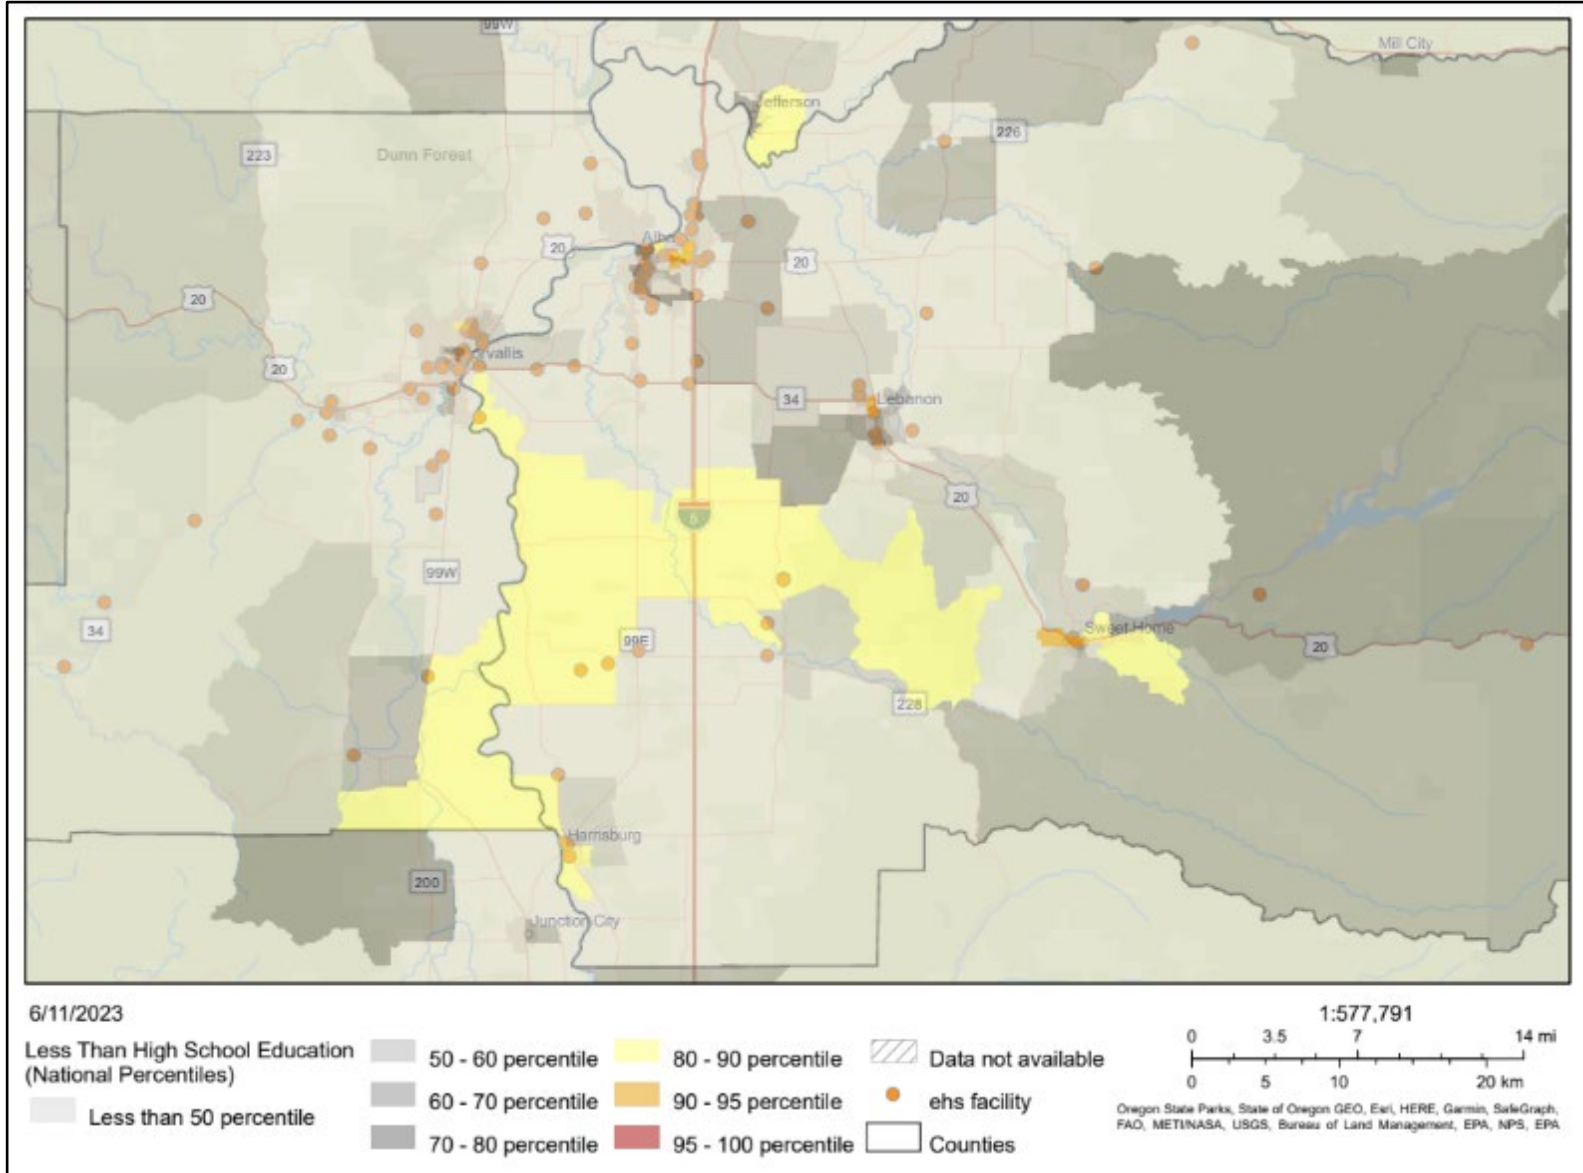 99W
Mill City
Jefferson
226
223
Dunn Forest
20
20
20
20
Corvallis
34
Lebanon
20
5
99W
99E
34
Sweet Home
20
228
Harrisburg
200
Junction City
6/11/2023
Less Than High School Education
(National Percentiles)
Less than 50 percentile
50 - 60 percentile
60 - 70 percentile
70 - 80 percentile
80 - 90 percentile
90 - 95 percentile
95 - 100 percentile
Data not available
ehs facility
Counties
1:577,791
0 3.5 7 14 mi
0 5 10 20 km
Oregon State Parks, State of Oregon GEO, Esri, HERE, Garmin, SafeGraph,
FAO, METI/NASA, USGS, Bureau of Land Management, EPA, NPS, EPA